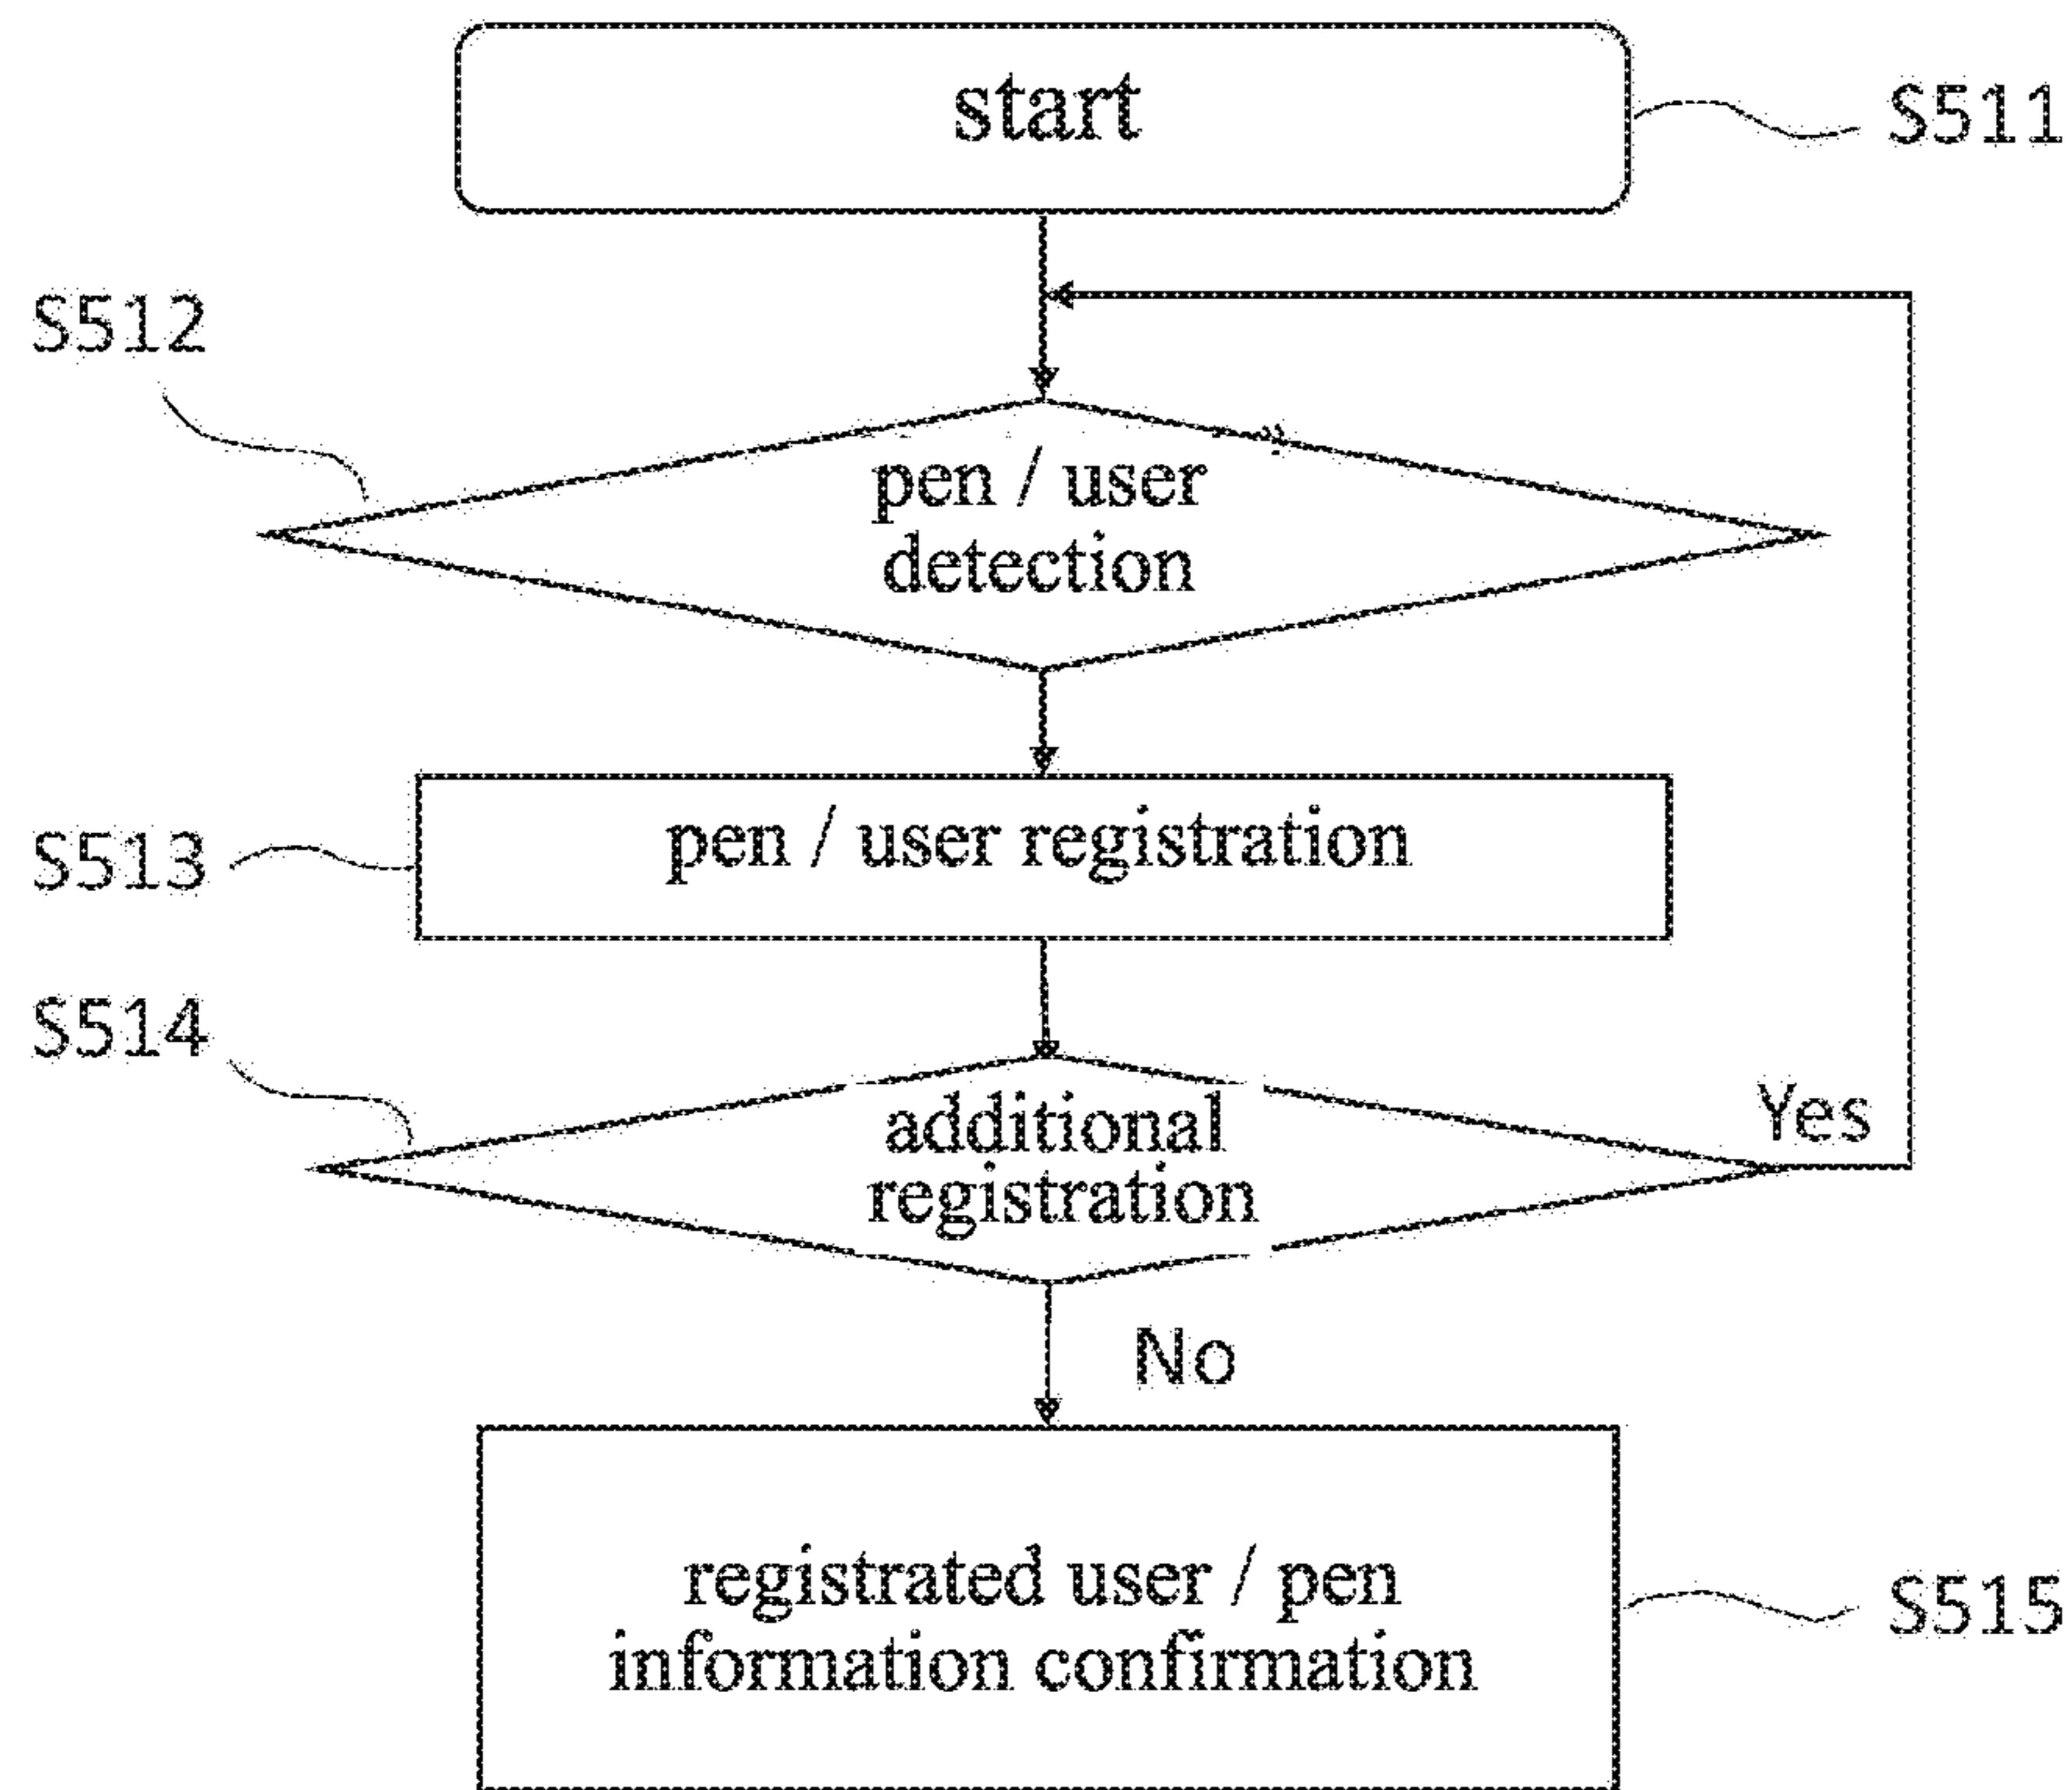 start
S511
S512
pen / user
detection
pen / user registration
S513
S514
additional
registration
Yes
No
registrated user / pen
information confirmation
S515